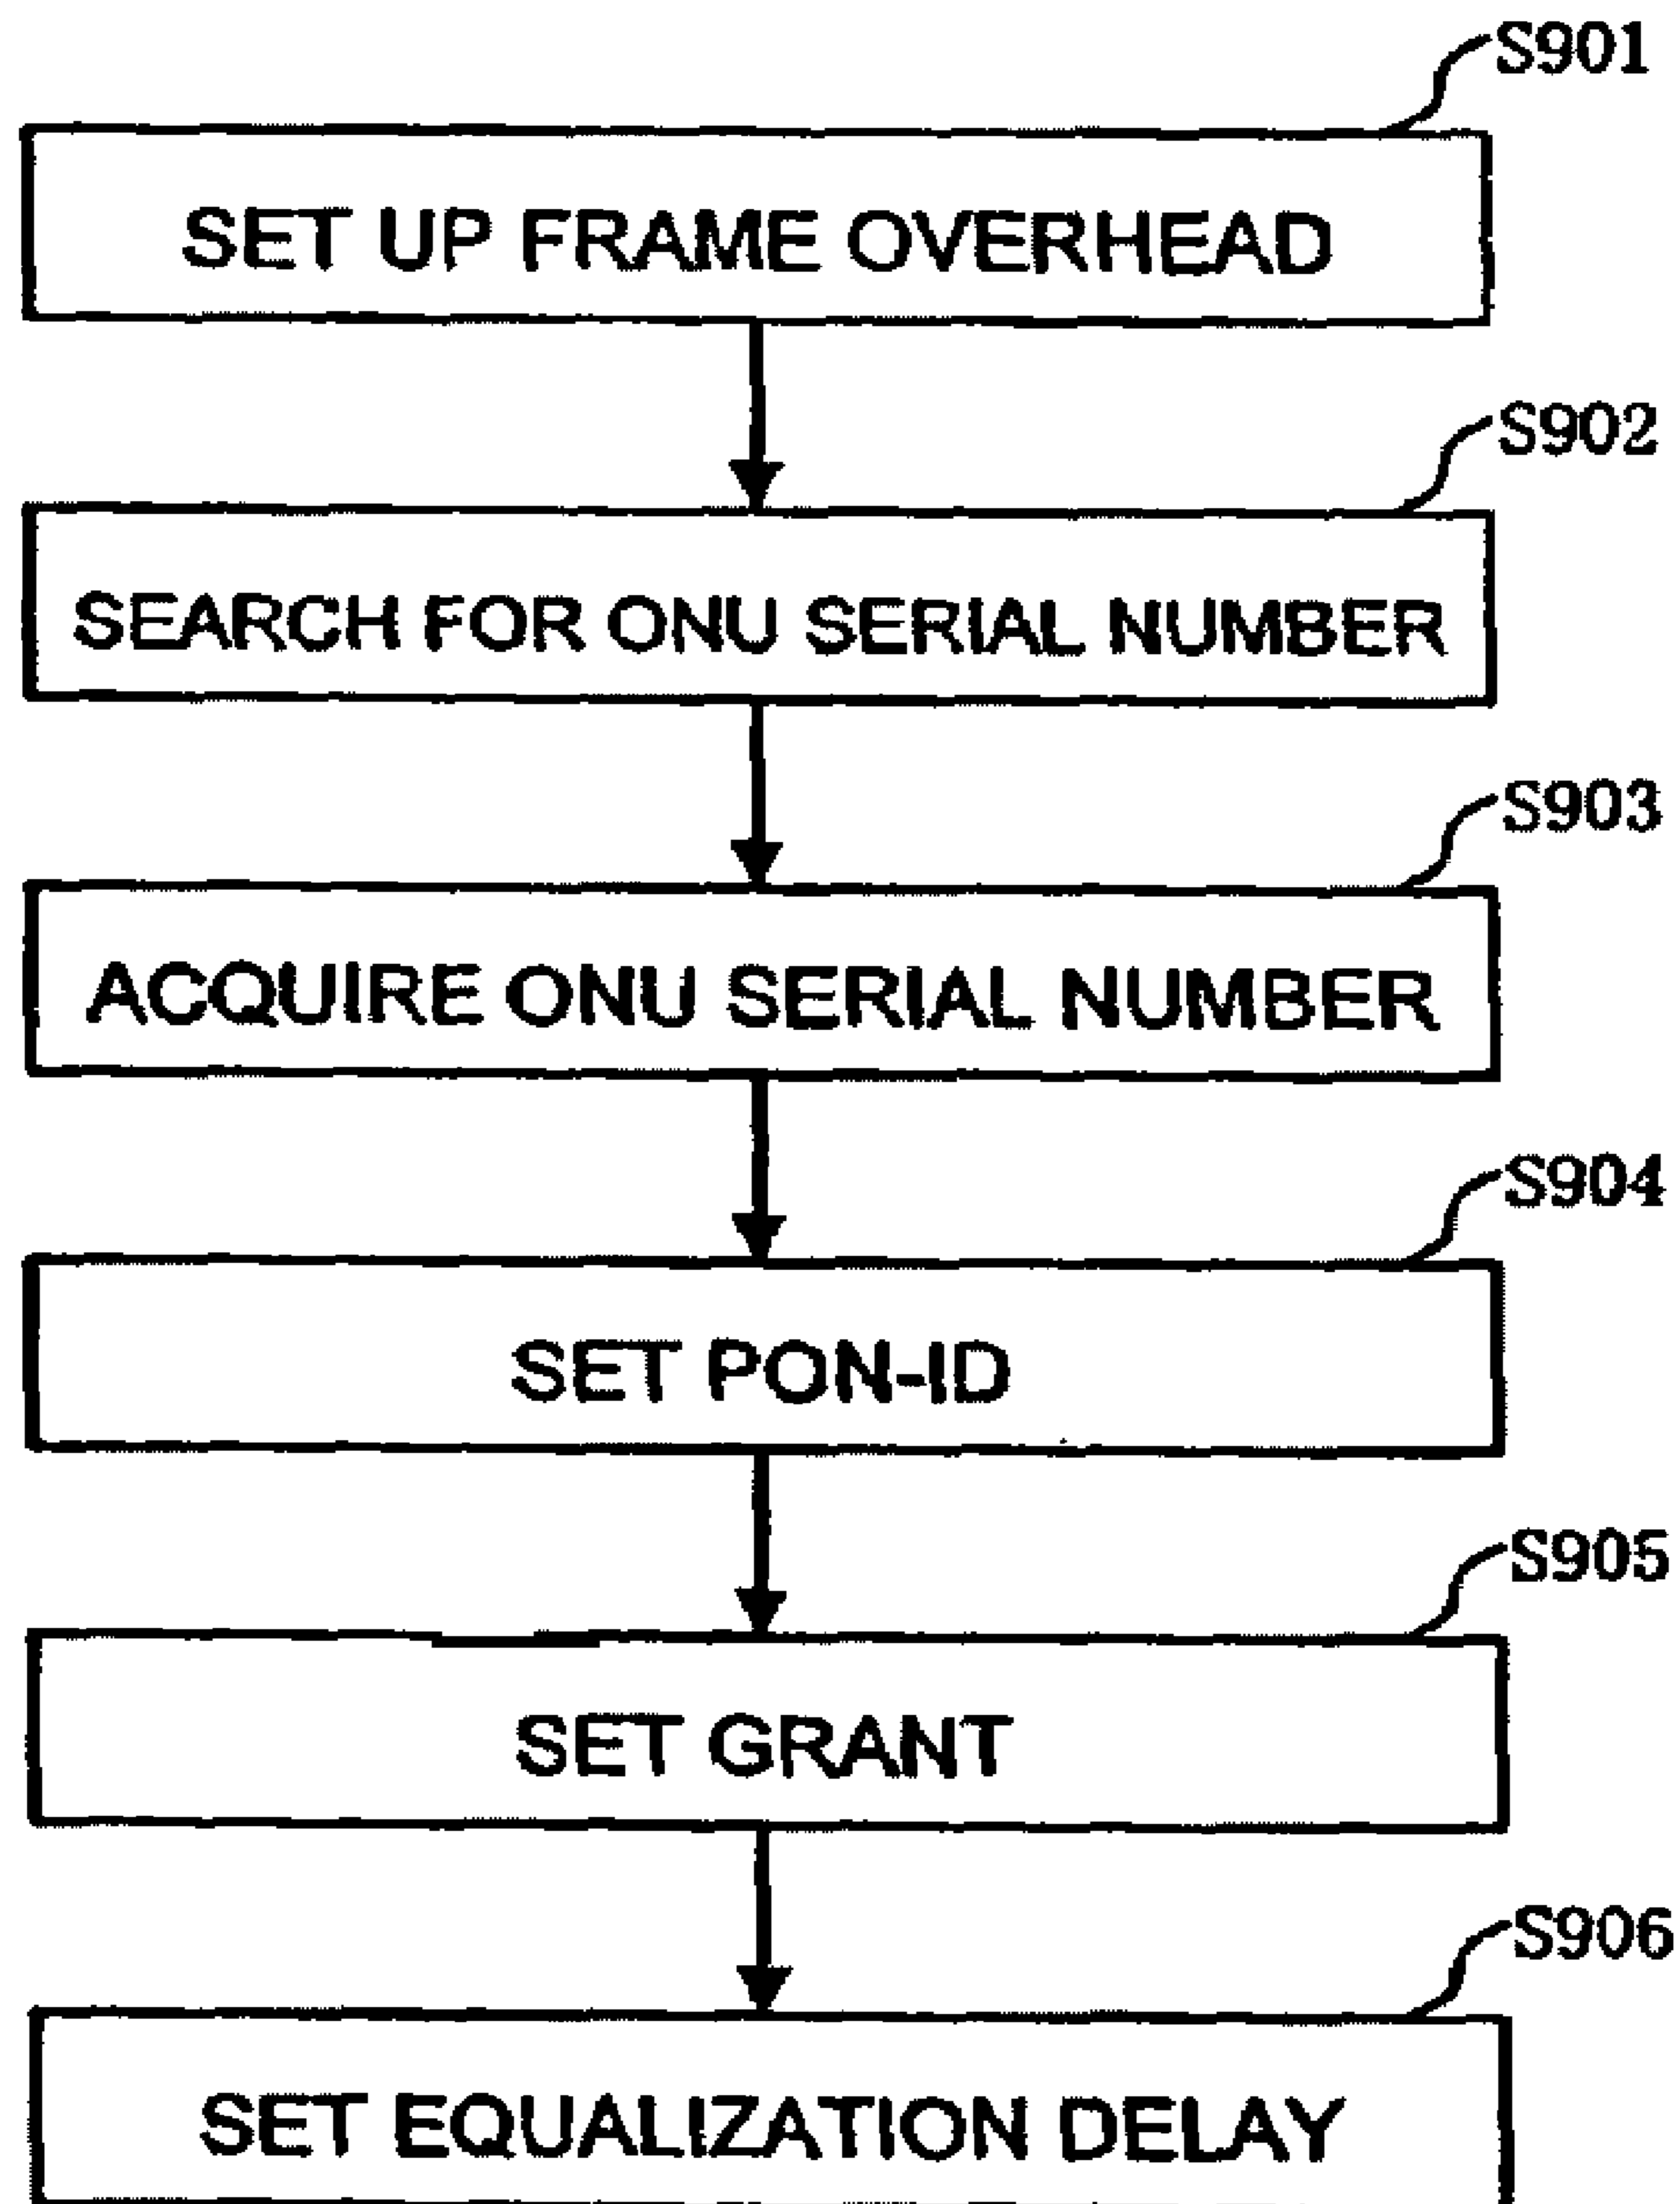 S901
SET UP FRAME OVERHEAD
S902
SEARCH FOR ONU SERIAL NUMBER
S903
ACQUIRE ONU SERIAL NUMBER
S904
SET PON-ID
S905
SET GRANT
S906
SET EQUALIZATION DELAY